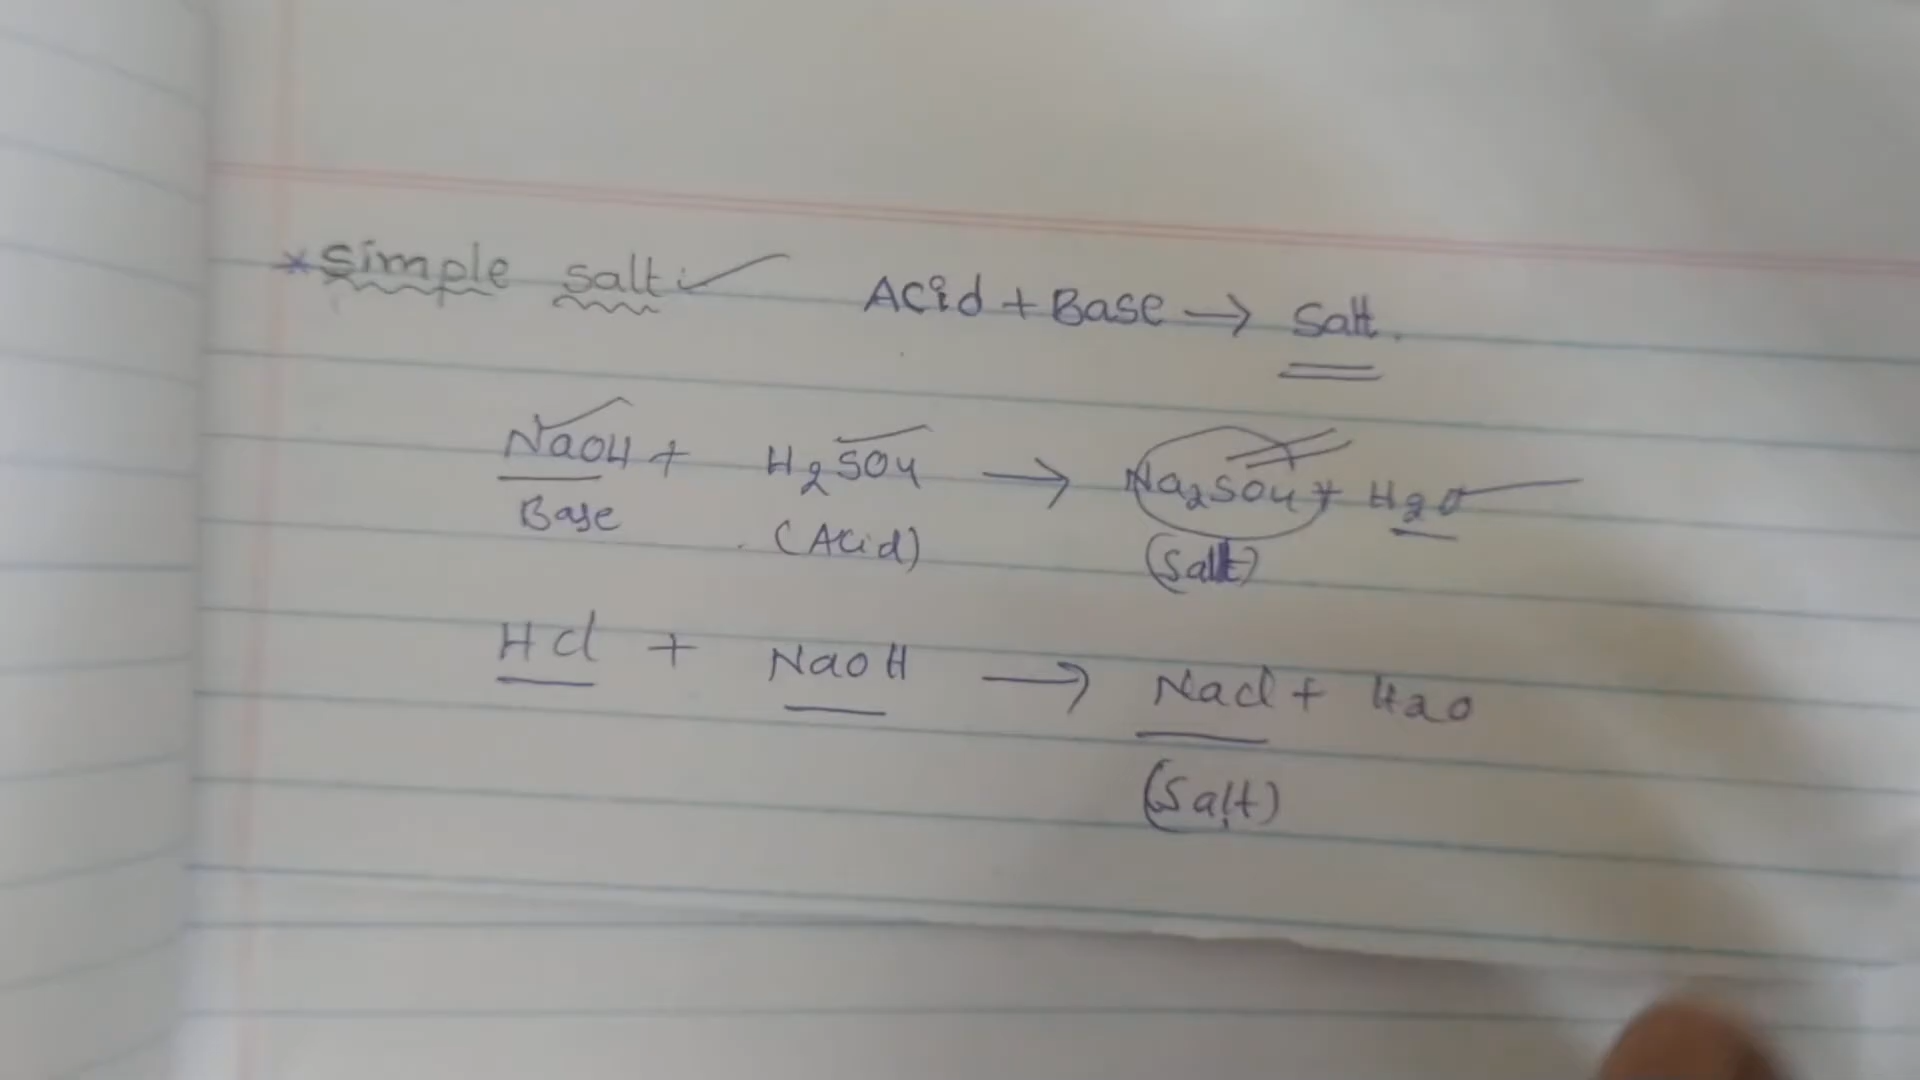 * Simple salt: Acid + Base → Salt.
NaOH + H2SO4 → Na2SO4 + H2O
Base (Acid) (Salt)
HCl + NaOH → NaCl + H2O
(Salt)